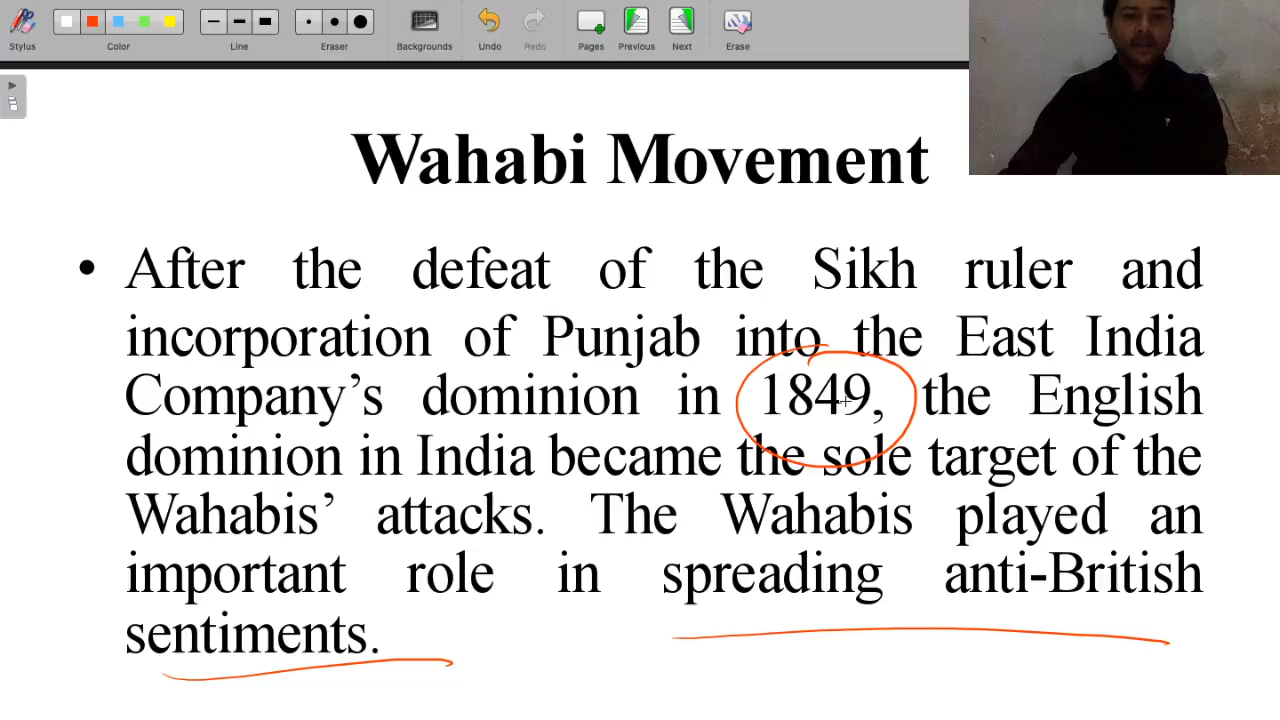 Stylus Color Line Eraser Backgrounds Undo Redo Pages Previous Next Erase
Wahabi Movement
• After the defeat of the Sikh ruler and
incorporation of Punjab into the East India
Company’s dominion in 1849, the English
dominion in India became the sole target of the
Wahabis’ attacks. The Wahabis played an
important role in spreading anti-British
sentiments.